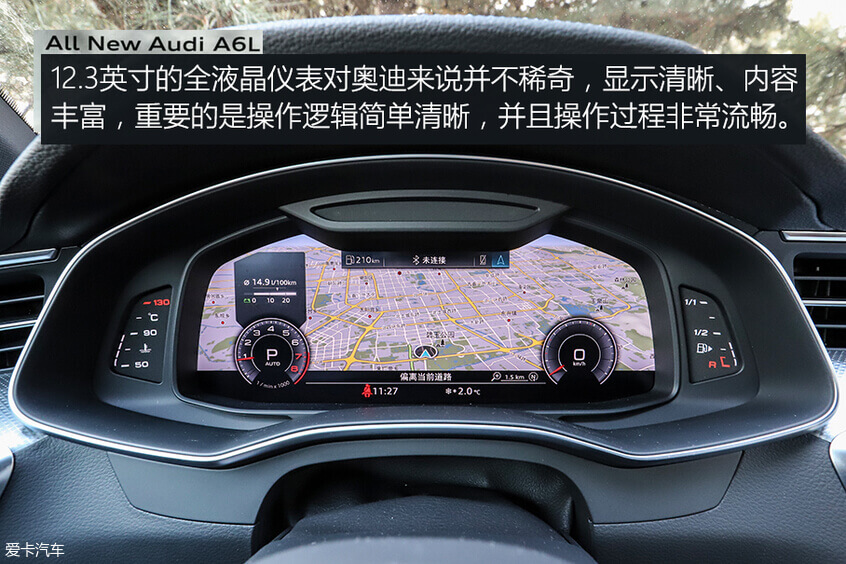 All New Audi A6L
12.3英寸的全液晶仪表对奥迪来说并不稀奇，显示清晰、内容
丰富，重要的是操作逻辑简单清晰，并且操作过程非常流畅。
210km
未连接
Ø 14.9 l/100km
0 10 20
130
°C
90
50
1/1
1/2
R
P
AUTO
1 2 3 4 5 6 7 8
1/min x 1000
0
km/h
偏离当前道路
1.5 km
N
11:27
*-2.0°C
爱卡汽车